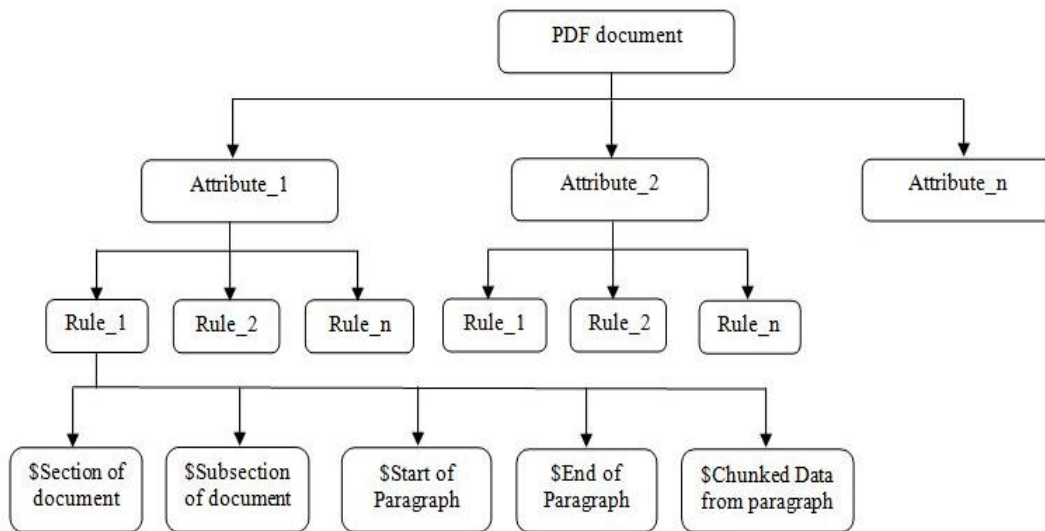 PDF document
Attribute_1
Attribute_2
Attribute_n
Rule_1
Rule_2
Rule_n
Rule_1
Rule_2
Rule_n
$Section of
document
$Subsection
of document
$Start of
Paragraph
$End of
Paragraph
$Chunked Data
from paragraph